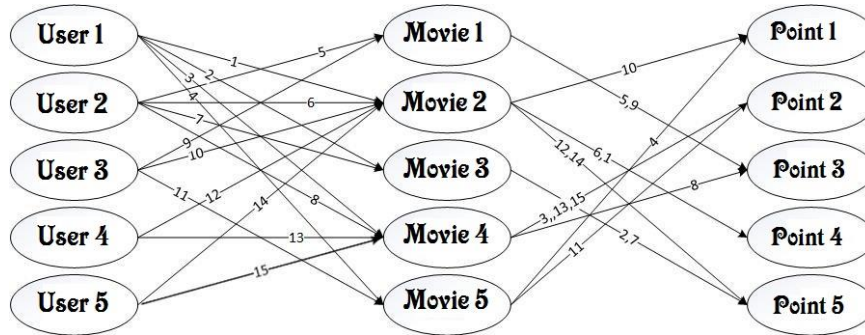 User 1
User 2
User 3
User 4
User 5
1
2
3
4
5
6
7
8
9
10
11
12
13
14
15
Movie 1
Movie 2
Movie 3
Movie 4
Movie 5
10
5,9
4
12,14
6,1
3,,13,15
8
2,7
11
Point 1
Point 2
Point 3
Point 4
Point 5